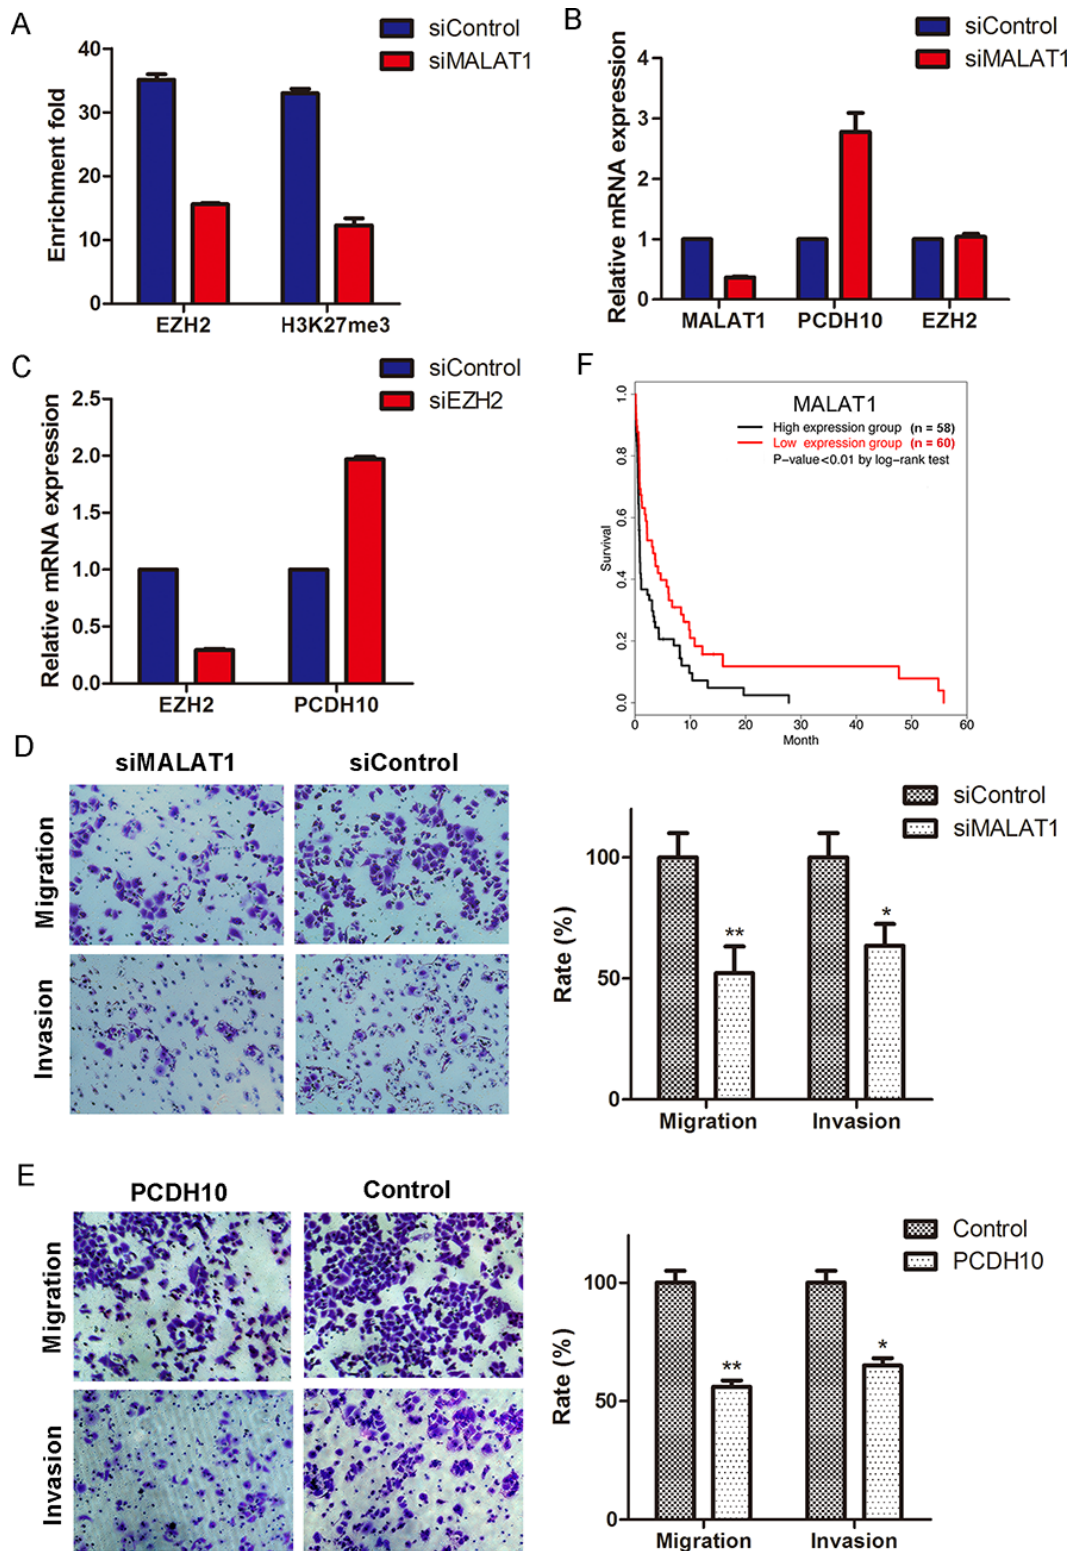 A
siControl
siMALAT1
Enrichment fold
40
30
20
10
0
EZH2
H3K27me3
B
siControl
siMALAT1
Relative mRNA expression
4
3
2
1
0
MALAT1
PCDH10
EZH2
C
siControl
siEZH2
Relative mRNA expression
2.5
2.0
1.5
1.0
0.5
0.0
EZH2
PCDH10
F
MALAT1
High expression group (n = 58)
Low expression group (n = 60)
P-value<0.01 by log-rank test
Survival
1.0
0.8
0.6
0.4
0.2
0.0
0
10
20
30
40
50
60
Month
D
siMALAT1
siControl
Migration
Invasion
siControl
siMALAT1
Rate (%)
100
50
0
**
*
Migration
Invasion
E
PCDH10
Control
Migration
Invasion
Control
PCDH10
Rate (%)
100
50
0
**
*
Migration
Invasion